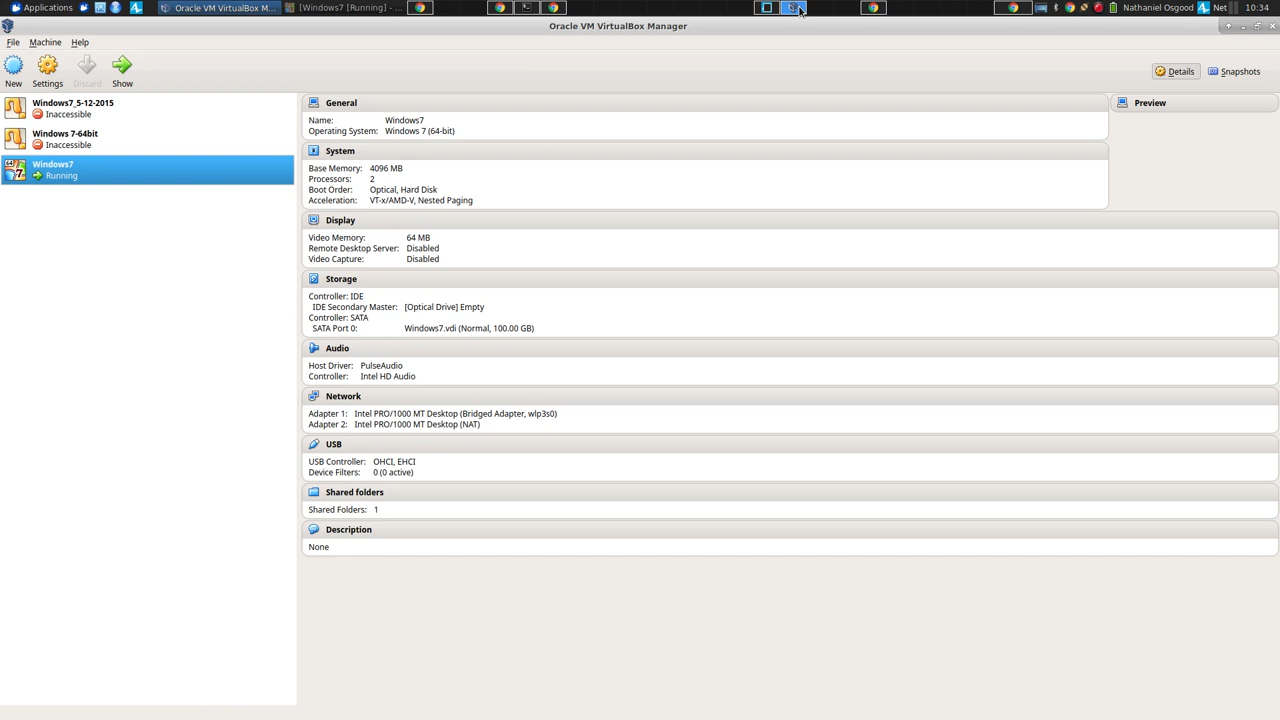 Applications
Oracle VM VirtualBox M...
[Windows7 [Running] - ...
Nathaniel Osgood
Net
10:34
Oracle VM VirtualBox Manager
File
Machine
Help
New
Settings
Discard
Show
Details
Snapshots
Windows7_5-12-2015
Inaccessible
Windows 7-64bit
Inaccessible
64
7
Windows7
Running
General
Name: Windows7
Operating System: Windows 7 (64-bit)
Preview
System
Base Memory: 4096 MB
Processors: 2
Boot Order: Optical, Hard Disk
Acceleration: VT-x/AMD-V, Nested Paging
Display
Video Memory: 64 MB
Remote Desktop Server: Disabled
Video Capture: Disabled
Storage
Controller: IDE
IDE Secondary Master: [Optical Drive] Empty
Controller: SATA
SATA Port 0: Windows7.vdi (Normal, 100.00 GB)
Audio
Host Driver: PulseAudio
Controller: Intel HD Audio
Network
Adapter 1: Intel PRO/1000 MT Desktop (Bridged Adapter, wlp3s0)
Adapter 2: Intel PRO/1000 MT Desktop (NAT)
USB
USB Controller: OHCI, EHCI
Device Filters: 0 (0 active)
Shared folders
Shared Folders: 1
Description
None